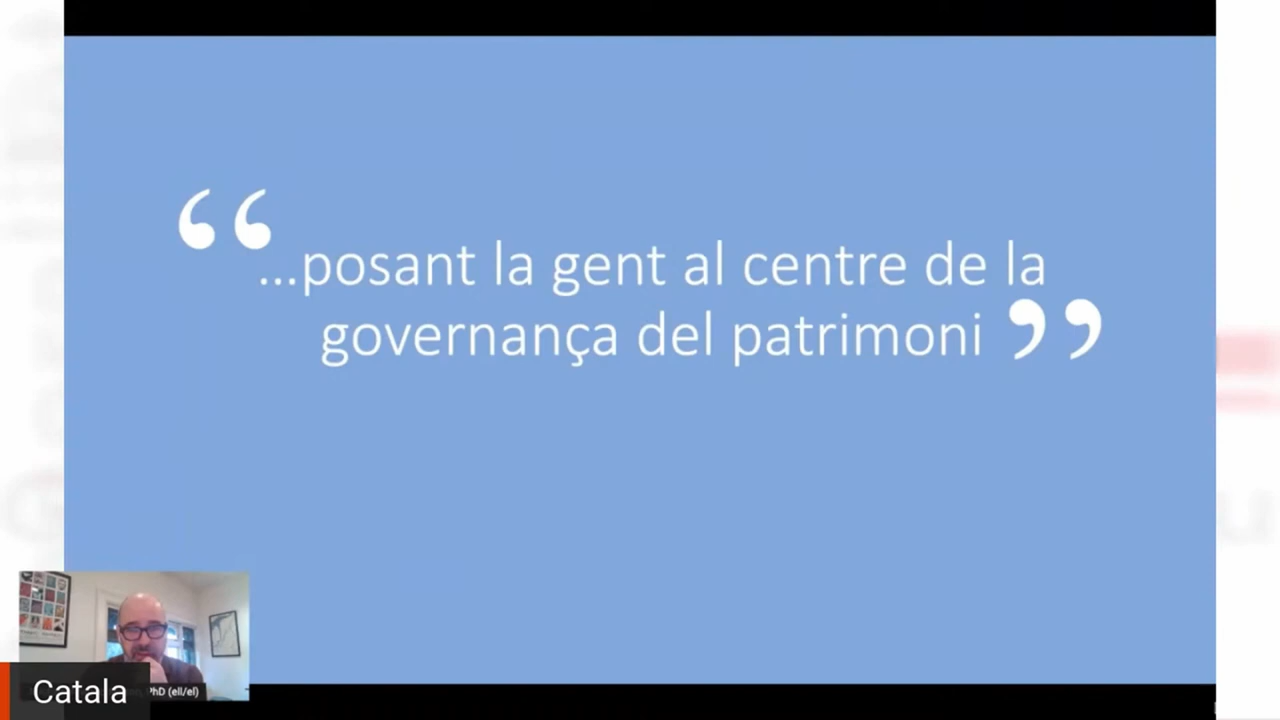 “…posant la gent al centre de la
governança del patrimoni”
PhD (ell/el)
Catala